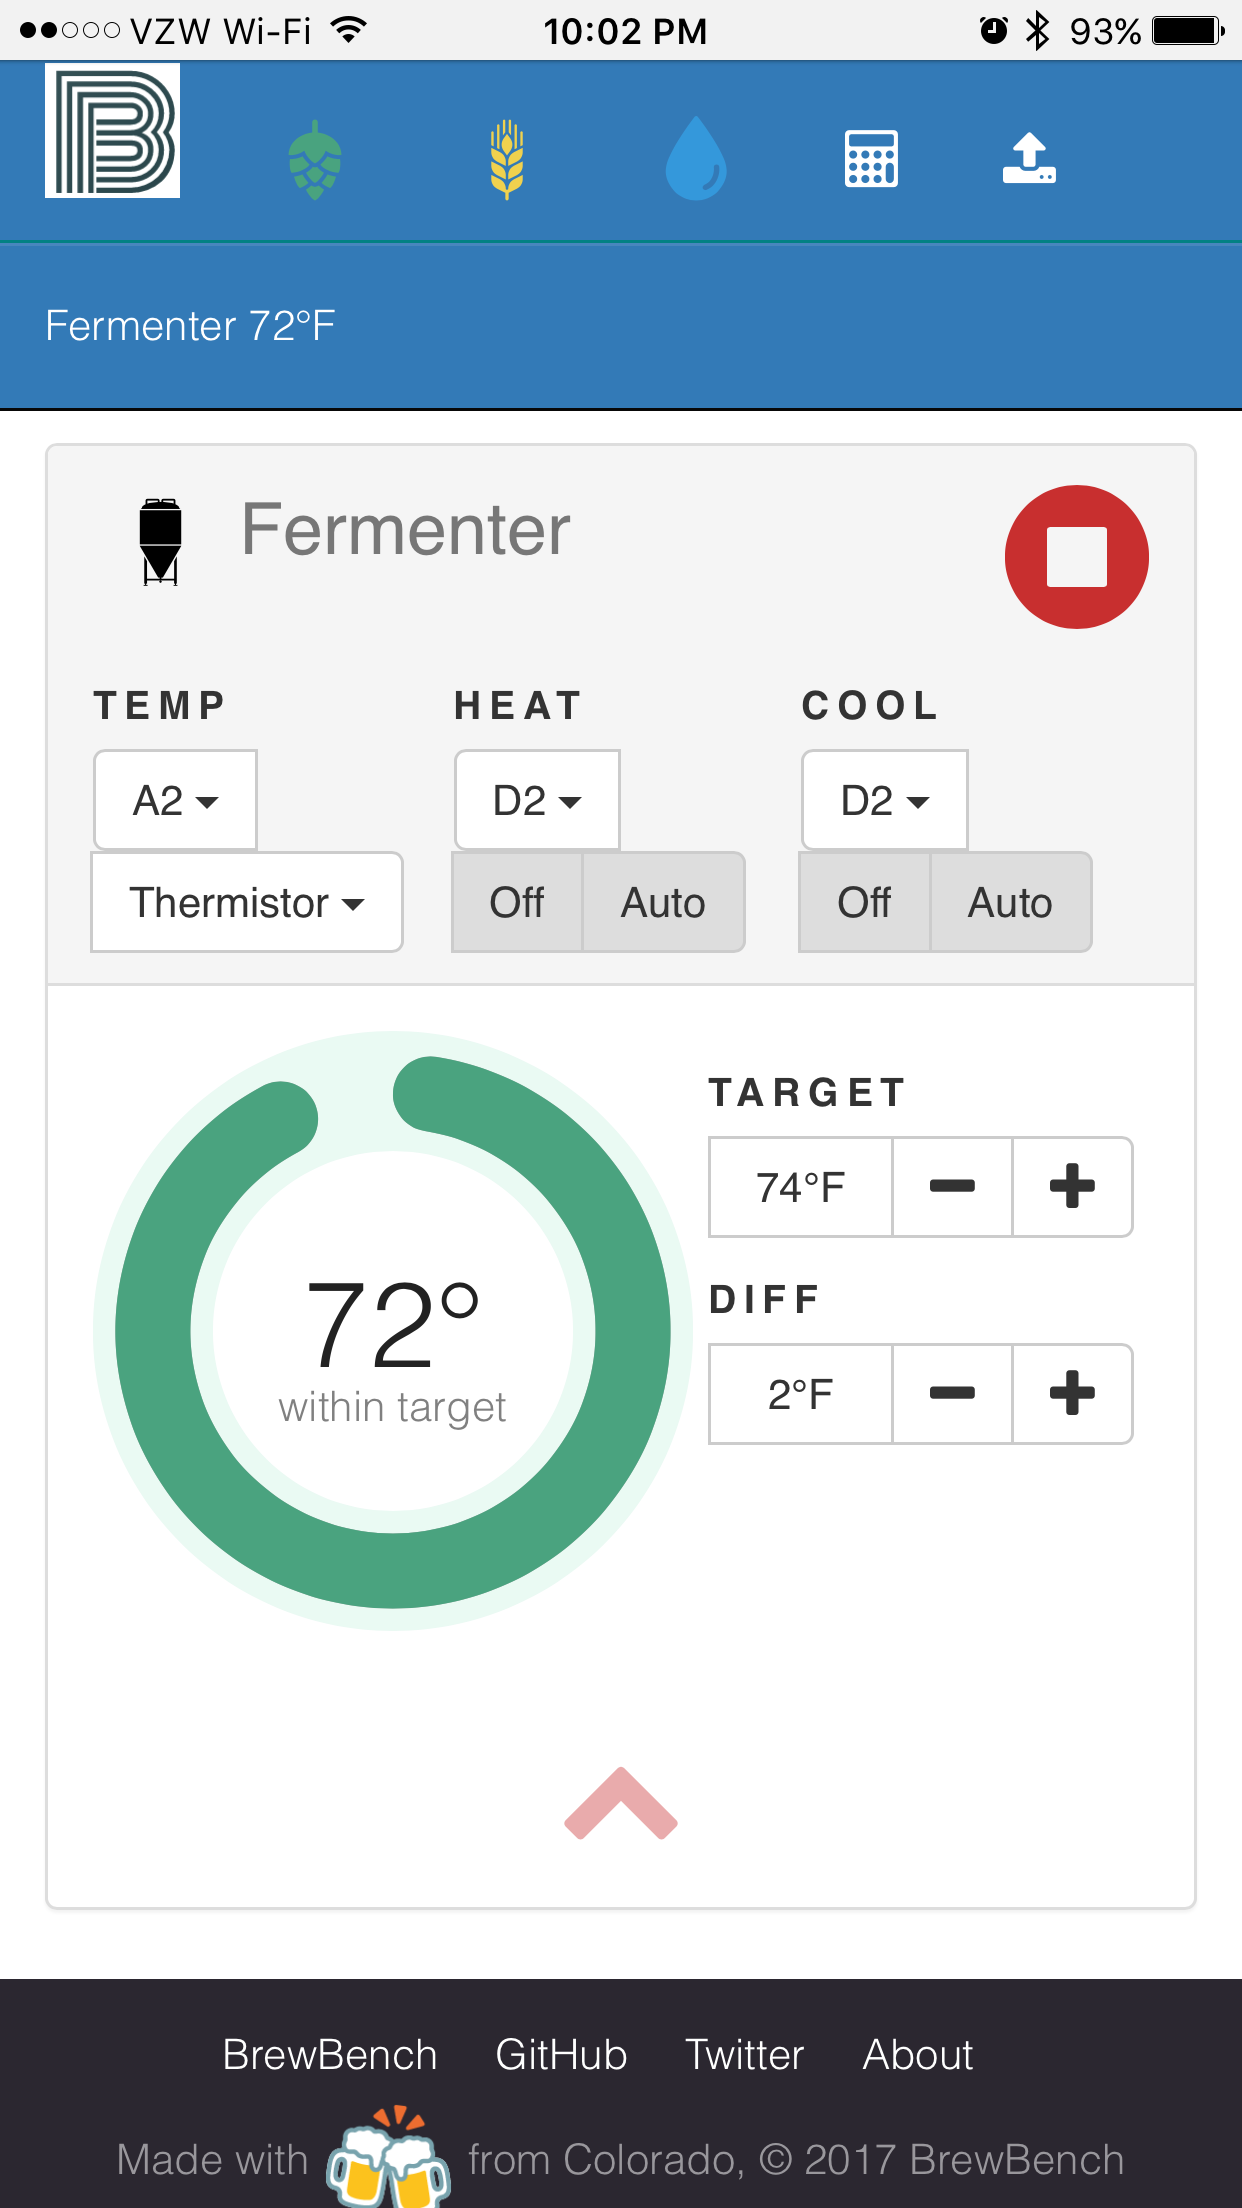 VZW Wi-Fi 10:02 PM 93%
B
Fermenter 72°F
Fermenter
TEMP HEAT COOL
A2 D2 D2
Thermistor Off Auto Off Auto
TARGET
74°F
DIFF
2°F
72°
within target
BrewBench GitHub Twitter About
Made with from Colorado, © 2017 BrewBench